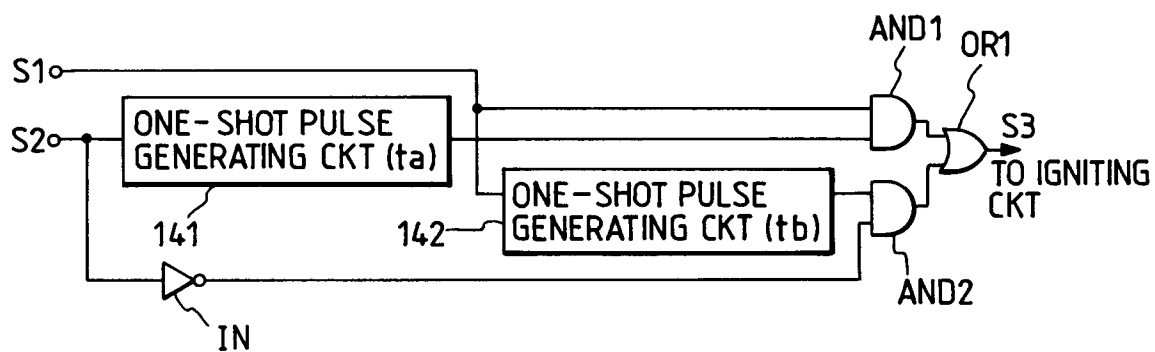 AND1
OR1
S1
S2
ONE-SHOT PULSE
GENERATING CKT (ta)
S3
TO IGNITING
CKT
141
142
ONE-SHOT PULSE
GENERATING CKT (tb)
AND2
IN